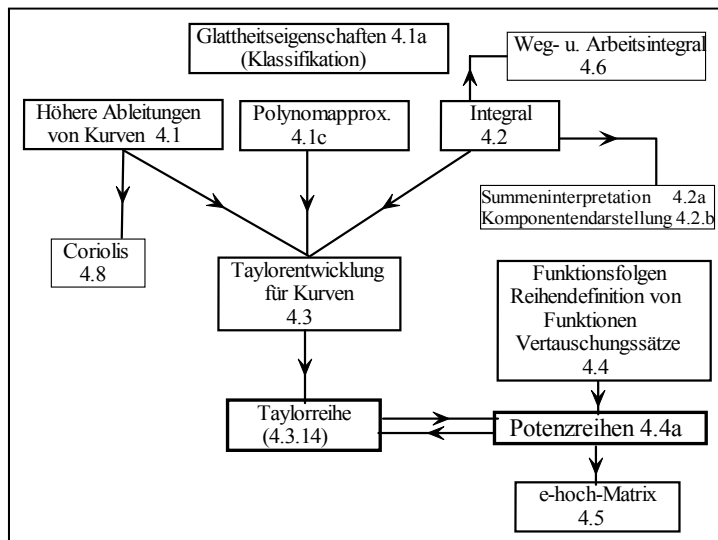 Glattheitseigenschaften 4.1a
(Klassifikation)
Weg- u. Arbeitsintegral
4.6
Höhere Ableitungen
von Kurven 4.1
Polynomapprox.
4.1c
Integral
4.2
Summeninterpretation 4.2a
Komponentendarstellung 4.2.b
Coriolis
4.8
Taylorentwicklung
für Kurven
4.3
Funktionsfolgen
Reihendefinition von
Funktionen
Vertauschungssätze
4.4
Taylorreihe
(4.3.14)
Potenzreihen 4.4a
e-hoch-Matrix
4.5